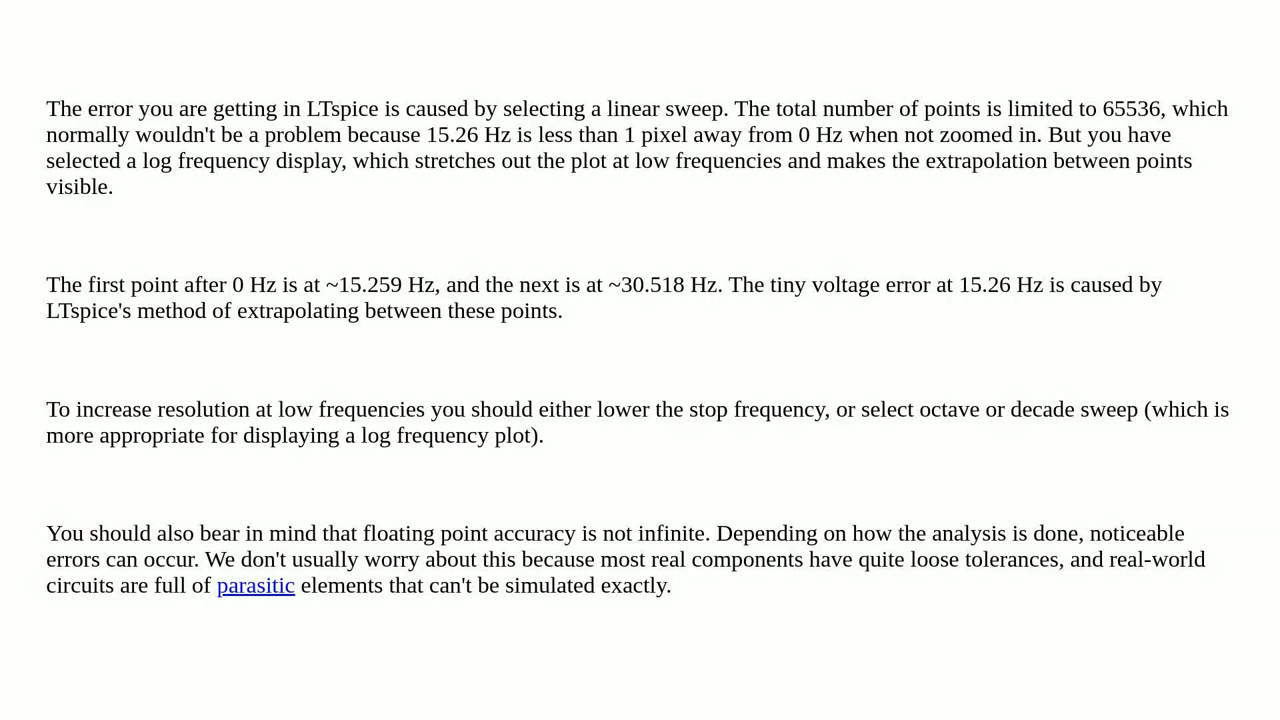 The error you are getting in LTspice is caused by selecting a linear sweep. The total number of points is limited to 65536, which
normally wouldn't be a problem because 15.26 Hz is less than 1 pixel away from 0 Hz when not zoomed in. But you have
selected a log frequency display, which stretches out the plot at low frequencies and makes the extrapolation between points
visible.
The first point after 0 Hz is at ~15.259 Hz, and the next is at ~30.518 Hz. The tiny voltage error at 15.26 Hz is caused by
LTspice's method of extrapolating between these points.
To increase resolution at low frequencies you should either lower the stop frequency, or select octave or decade sweep (which is
more appropriate for displaying a log frequency plot).
You should also bear in mind that floating point accuracy is not infinite. Depending on how the analysis is done, noticeable
errors can occur. We don't usually worry about this because most real components have quite loose tolerances, and real-world
circuits are full of parasitic elements that can't be simulated exactly.